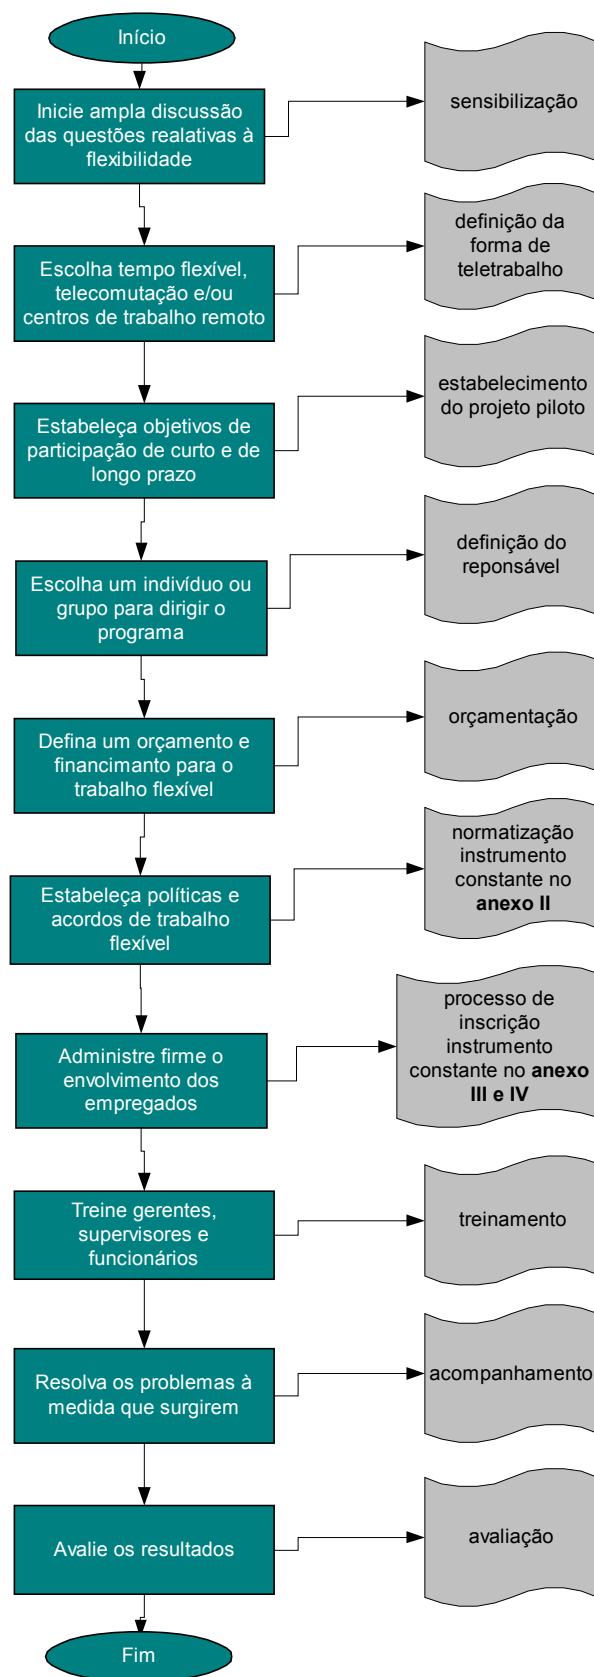 Início
Inicie ampla discussão
das questões realativas à
flexibilidade
sensibilização
Escolha tempo flexível,
telecomutação e/ou
centros de trabalho remoto
definição da
forma de
teletrabalho
Estabeleça objetivos de
participação de curto e de
longo prazo
estabelecimento
do projeto piloto
Escolha um indivíduo ou
grupo para dirigir o
programa
definição do
reponsável
Defina um orçamento e
financimanto para o
trabalho flexível
orçamentação
Estabeleça políticas e
acordos de trabalho
flexível
normatização
instrumento
constante no
anexo II
Administre firme o
envolvimento dos
empregados
processo de
inscrição
instrumento
constante no anexo
III e IV
Treine gerentes,
supervisores e
funcionários
treinamento
Resolva os problemas à
medida que surgirem
acompanhamento
Avalie os resultados
avaliação
Fim